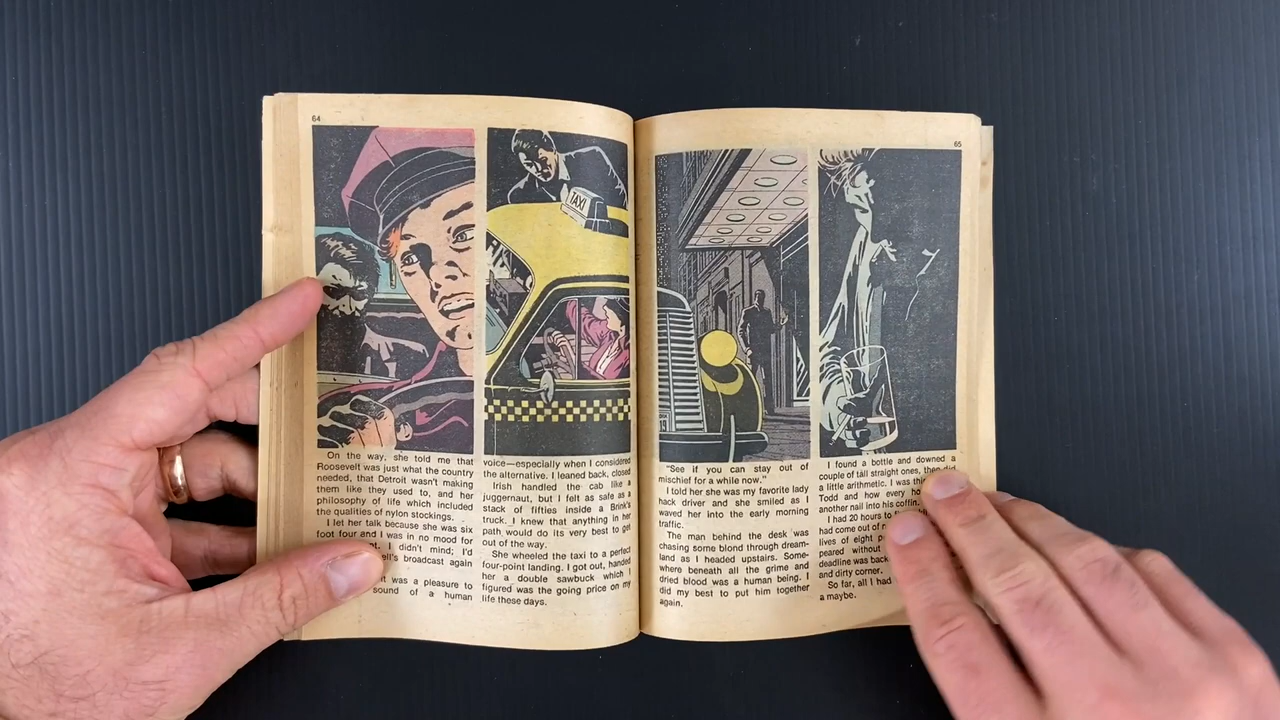 64
TAXI
On the way, she told me that
Roosevelt was just what the country
needed, that Detroit wasn't making
them like they used to, and her
philosophy of life which included
the qualities of nylon stockings.
I let her talk because she was six
foot four and I was in no mood for
I didn't mind; I'd
broadcast again
was a pleasure to
sound of a human
voice—especially when I considered
the alternative. I leaned back, closed
Irish handled the cab like a
juggernaut, but I felt as safe as a
stack of fifties inside a Brink's
truck. I knew that anything in her
path would do its very best to get
out of the way.
She wheeled the taxi to a perfect
four-point landing. I got out, handed
her a double sawbuck which I
figured was the going price on my
life these days.
65
"See if you can stay out of
mischief for a while now."
I told her she was my favorite lady
hack driver and she smiled as I
waved her into the early morning
traffic.
The man behind the desk was
chasing some blond through dream-
land as I headed upstairs. Some-
where beneath all the grime and
dried blood was a human being. I
did my best to put him together
again.
I found a bottle and downed a
couple of tall straight ones, then did
a little arithmetic. I was
Todd and how every
another nail into his coffin.
I had 20 hours to
had come out of
lives of eight
peared without
deadline was back
and dirty corner.
So far, all I had
a maybe.